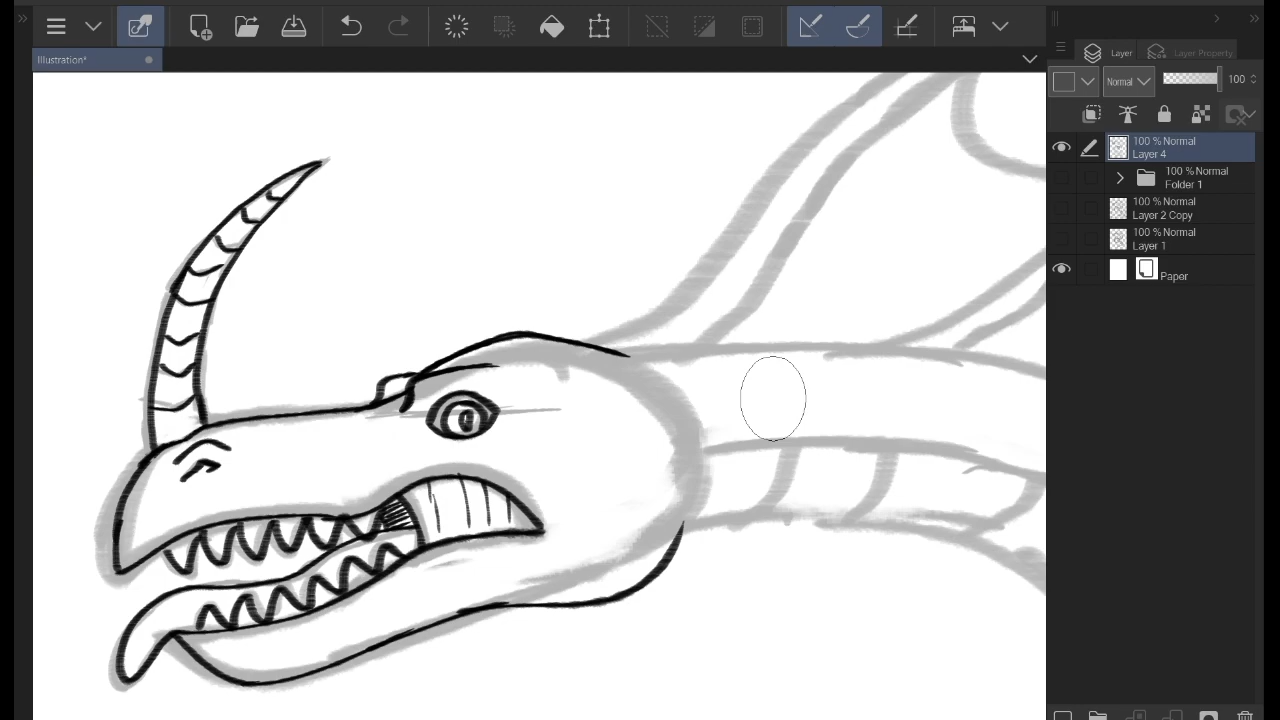 Illustration*
Layer
Layer Property
Normal
100
100 % Normal
Layer 4
100 % Normal
Folder 1
100 % Normal
Layer 2 Copy
100 % Normal
Layer 1
Paper